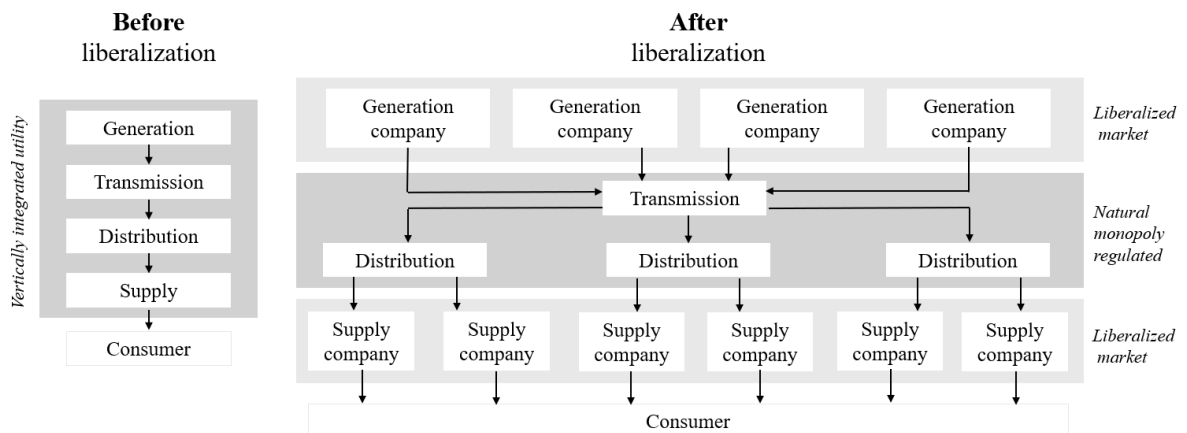 Before
liberalization
Vertically integrated utility
Generation
Transmission
Distribution
Supply
Consumer
After
liberalization
Generation
company
Generation
company
Generation
company
Generation
company
Liberalized
market
Transmission
Distribution
Distribution
Distribution
Natural
monopoly
regulated
Supply
company
Supply
company
Supply
company
Supply
company
Supply
company
Supply
company
Liberalized
market
Consumer